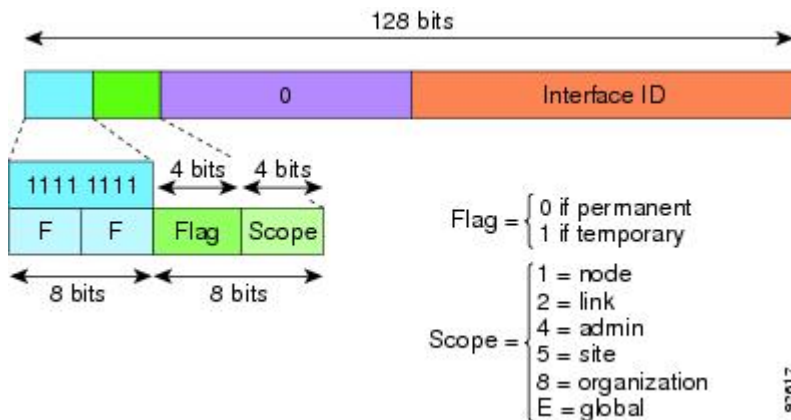 128 bits
0 Interface ID
4 bits 4 bits
1111 1111
F F Flag Scope
8 bits 8 bits
Flag = { 0 if permanent
1 if temporary
Scope = { 1 = node
2 = link
4 = admin
5 = site
8 = organization
E = global